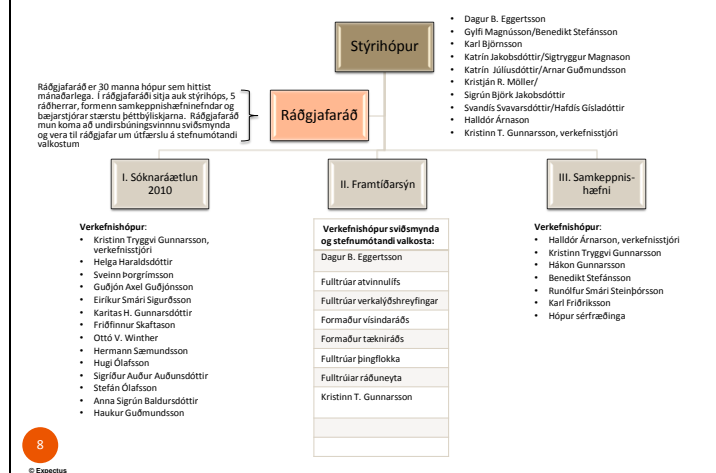 Stýrihópur
• Dagur B. Eggertsson
• Gylfi Magnússon/Benedikt Stefánsson
• Karl Björnsson
• Katrín Jakobsdóttir/Sigtryggur Magnason
• Katrín Júlíusdóttir/Arnar Guðmundsson
• Kristján R. Möller/
• Sigrún Björk Jakobsdóttir
• Svandís Svavarsdóttir/Hafdís Gísladóttir
• Halldór Árnason
• Kristinn T. Gunnarsson, verkefnisstjóri
Ráðgjafaráð er 30 manna hópur sem hittist
mánaðarlega. Í ráðgjafaráði sitja auk stýrihóps, 5
ráðherrar, formenn samkeppnishæfninefndar og
bæjarstjórar stærstu þéttbýliskjarna. Ráðgjafaráð
mun koma að undirsbúningsvinnu sviðsmynda
og vera til ráðgjafar um útfærslu á stefnumótandi
valkostum
Ráðgjafaráð
I. Sóknaráætlun
2010
II. Framtíðarsýn
III. Samkeppnis-
hæfni
Verkefnishópur:
• Kristinn Tryggvi Gunnarsson,
verkefnisstjóri
• Helga Haraldsdóttir
• Sveinn Þorgrímsson
• Guðjón Axel Guðjónsson
• Eiríkur Smári Sigurðsson
• Karitas H. Gunnarsdóttir
• Friðfinnur Skaftason
• Ottó V. Winther
• Hermann Sæmundsson
• Hugi Ólafsson
• Sigríður Auður Auðunsdóttir
• Stefán Ólafsson
• Anna Sigrún Baldursdóttir
• Haukur Guðmundsson
Verkefnishópur sviðsmynda
og stefnumótandi valkosta:
Dagur B. Eggertsson
Fulltrúar atvinnulífs
Fulltrúar verkalýðshreyfingar
Formaður vísindaráðs
Formaður tækniráðs
Fulltrúar þingflokka
Fulltrúiar ráðuneyta
Kristinn T. Gunnarsson
Verkefnishópur:
• Halldór Árnarson, verkefnisstjóri
• Kristinn Tryggvi Gunnarsson
• Hákon Gunnarsson
• Benedikt Stefánsson
• Runólfur Smári Steinþórsson
• Karl Friðriksson
• Hópur sérfræðinga
8
© Expectus